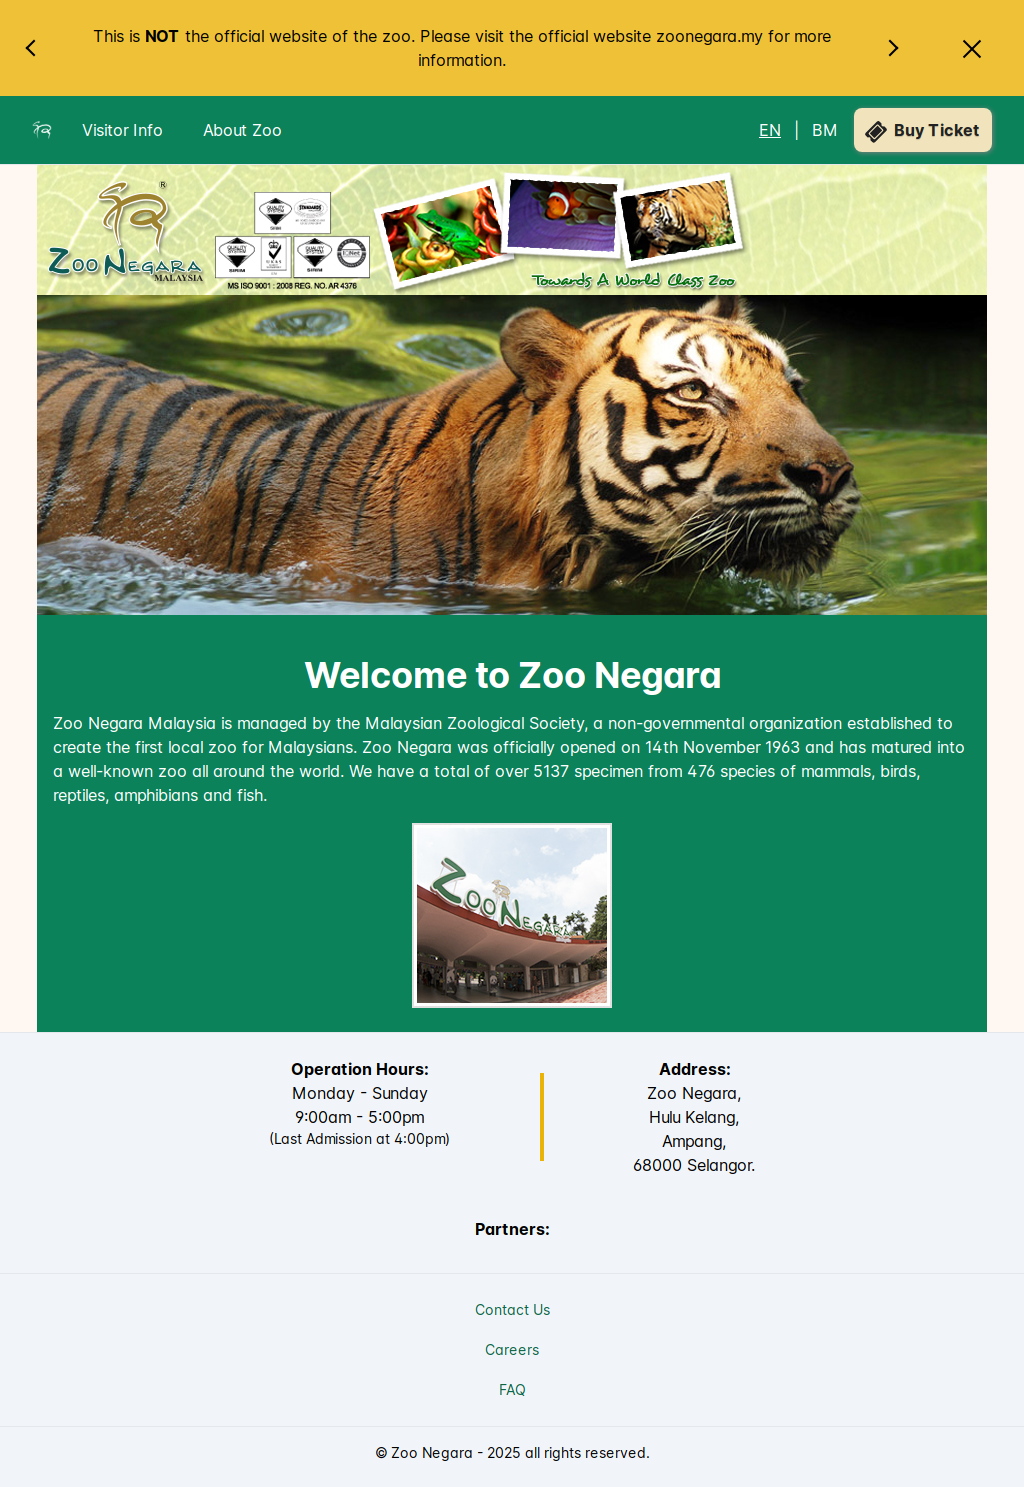 This is NOT the official website of the zoo. Please visit the official website zoonegara.my for more
information.
Visitor Info
About Zoo
EN | BM
Buy Ticket
Zoo Negara
MALAYSIA
MS ISO 9001 : 2008 REG. NO. AR 4376
Towards A World Class Zoo
Welcome to Zoo Negara
Zoo Negara Malaysia is managed by the Malaysian Zoological Society, a non-governmental organization established to
create the first local zoo for Malaysians. Zoo Negara was officially opened on 14th November 1963 and has matured into
a well-known zoo all around the world. We have a total of over 5137 specimen from 476 species of mammals, birds,
reptiles, amphibians and fish.
Zoo Negara
Operation Hours:
Monday - Sunday
9:00am - 5:00pm
(Last Admission at 4:00pm)
Address:
Zoo Negara,
Hulu Kelang,
Ampang,
68000 Selangor.
Partners:
Contact Us
Careers
FAQ
© Zoo Negara - 2025 all rights reserved.